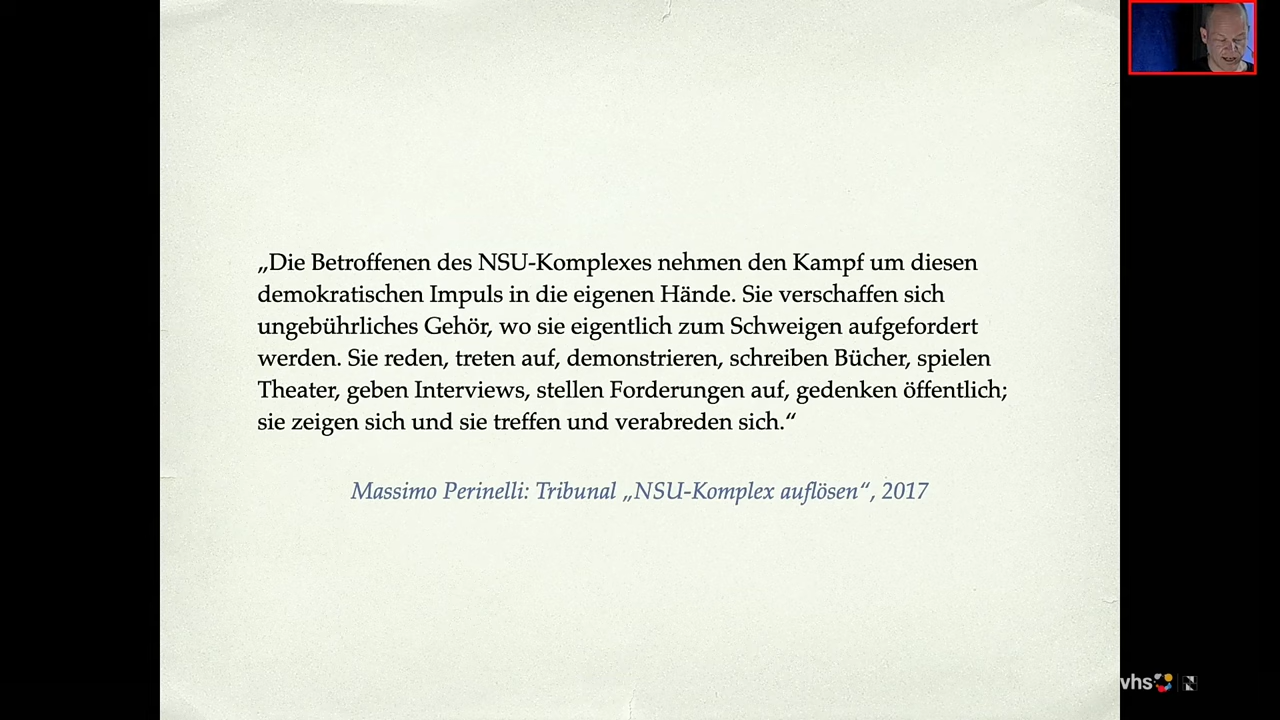 „Die Betroffenen des NSU-Komplexes nehmen den Kampf um diesen
demokratischen Impuls in die eigenen Hände. Sie verschaffen sich
ungebührliches Gehör, wo sie eigentlich zum Schweigen aufgefordert
werden. Sie reden, treten auf, demonstrieren, schreiben Bücher, spielen
Theater, geben Interviews, stellen Forderungen auf, gedenken öffentlich;
sie zeigen sich und sie treffen und verabreden sich.“
Massimo Perinelli: Tribunal „NSU-Komplex auflösen“, 2017
vhs